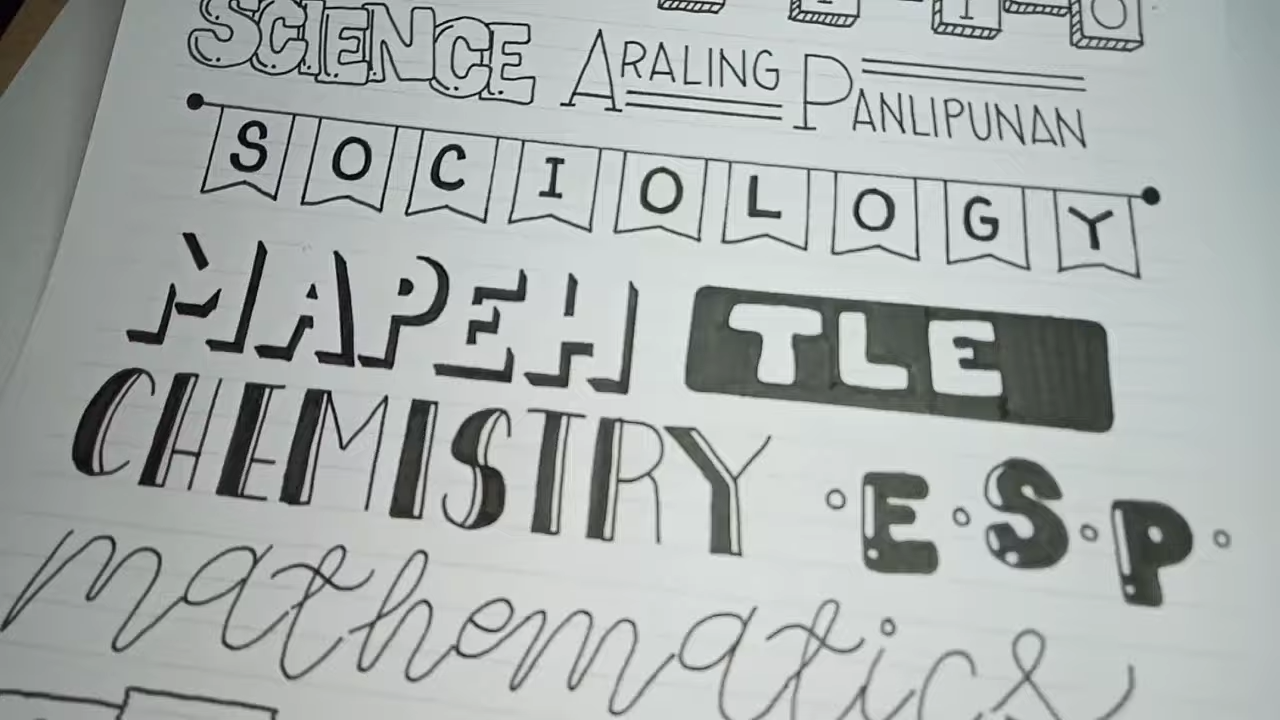 SCIENCE ARALING PANLIPUNAN
SOCIOLOGY
MAPEH TLE
CHEMISTRY E.S.P.
mathematics